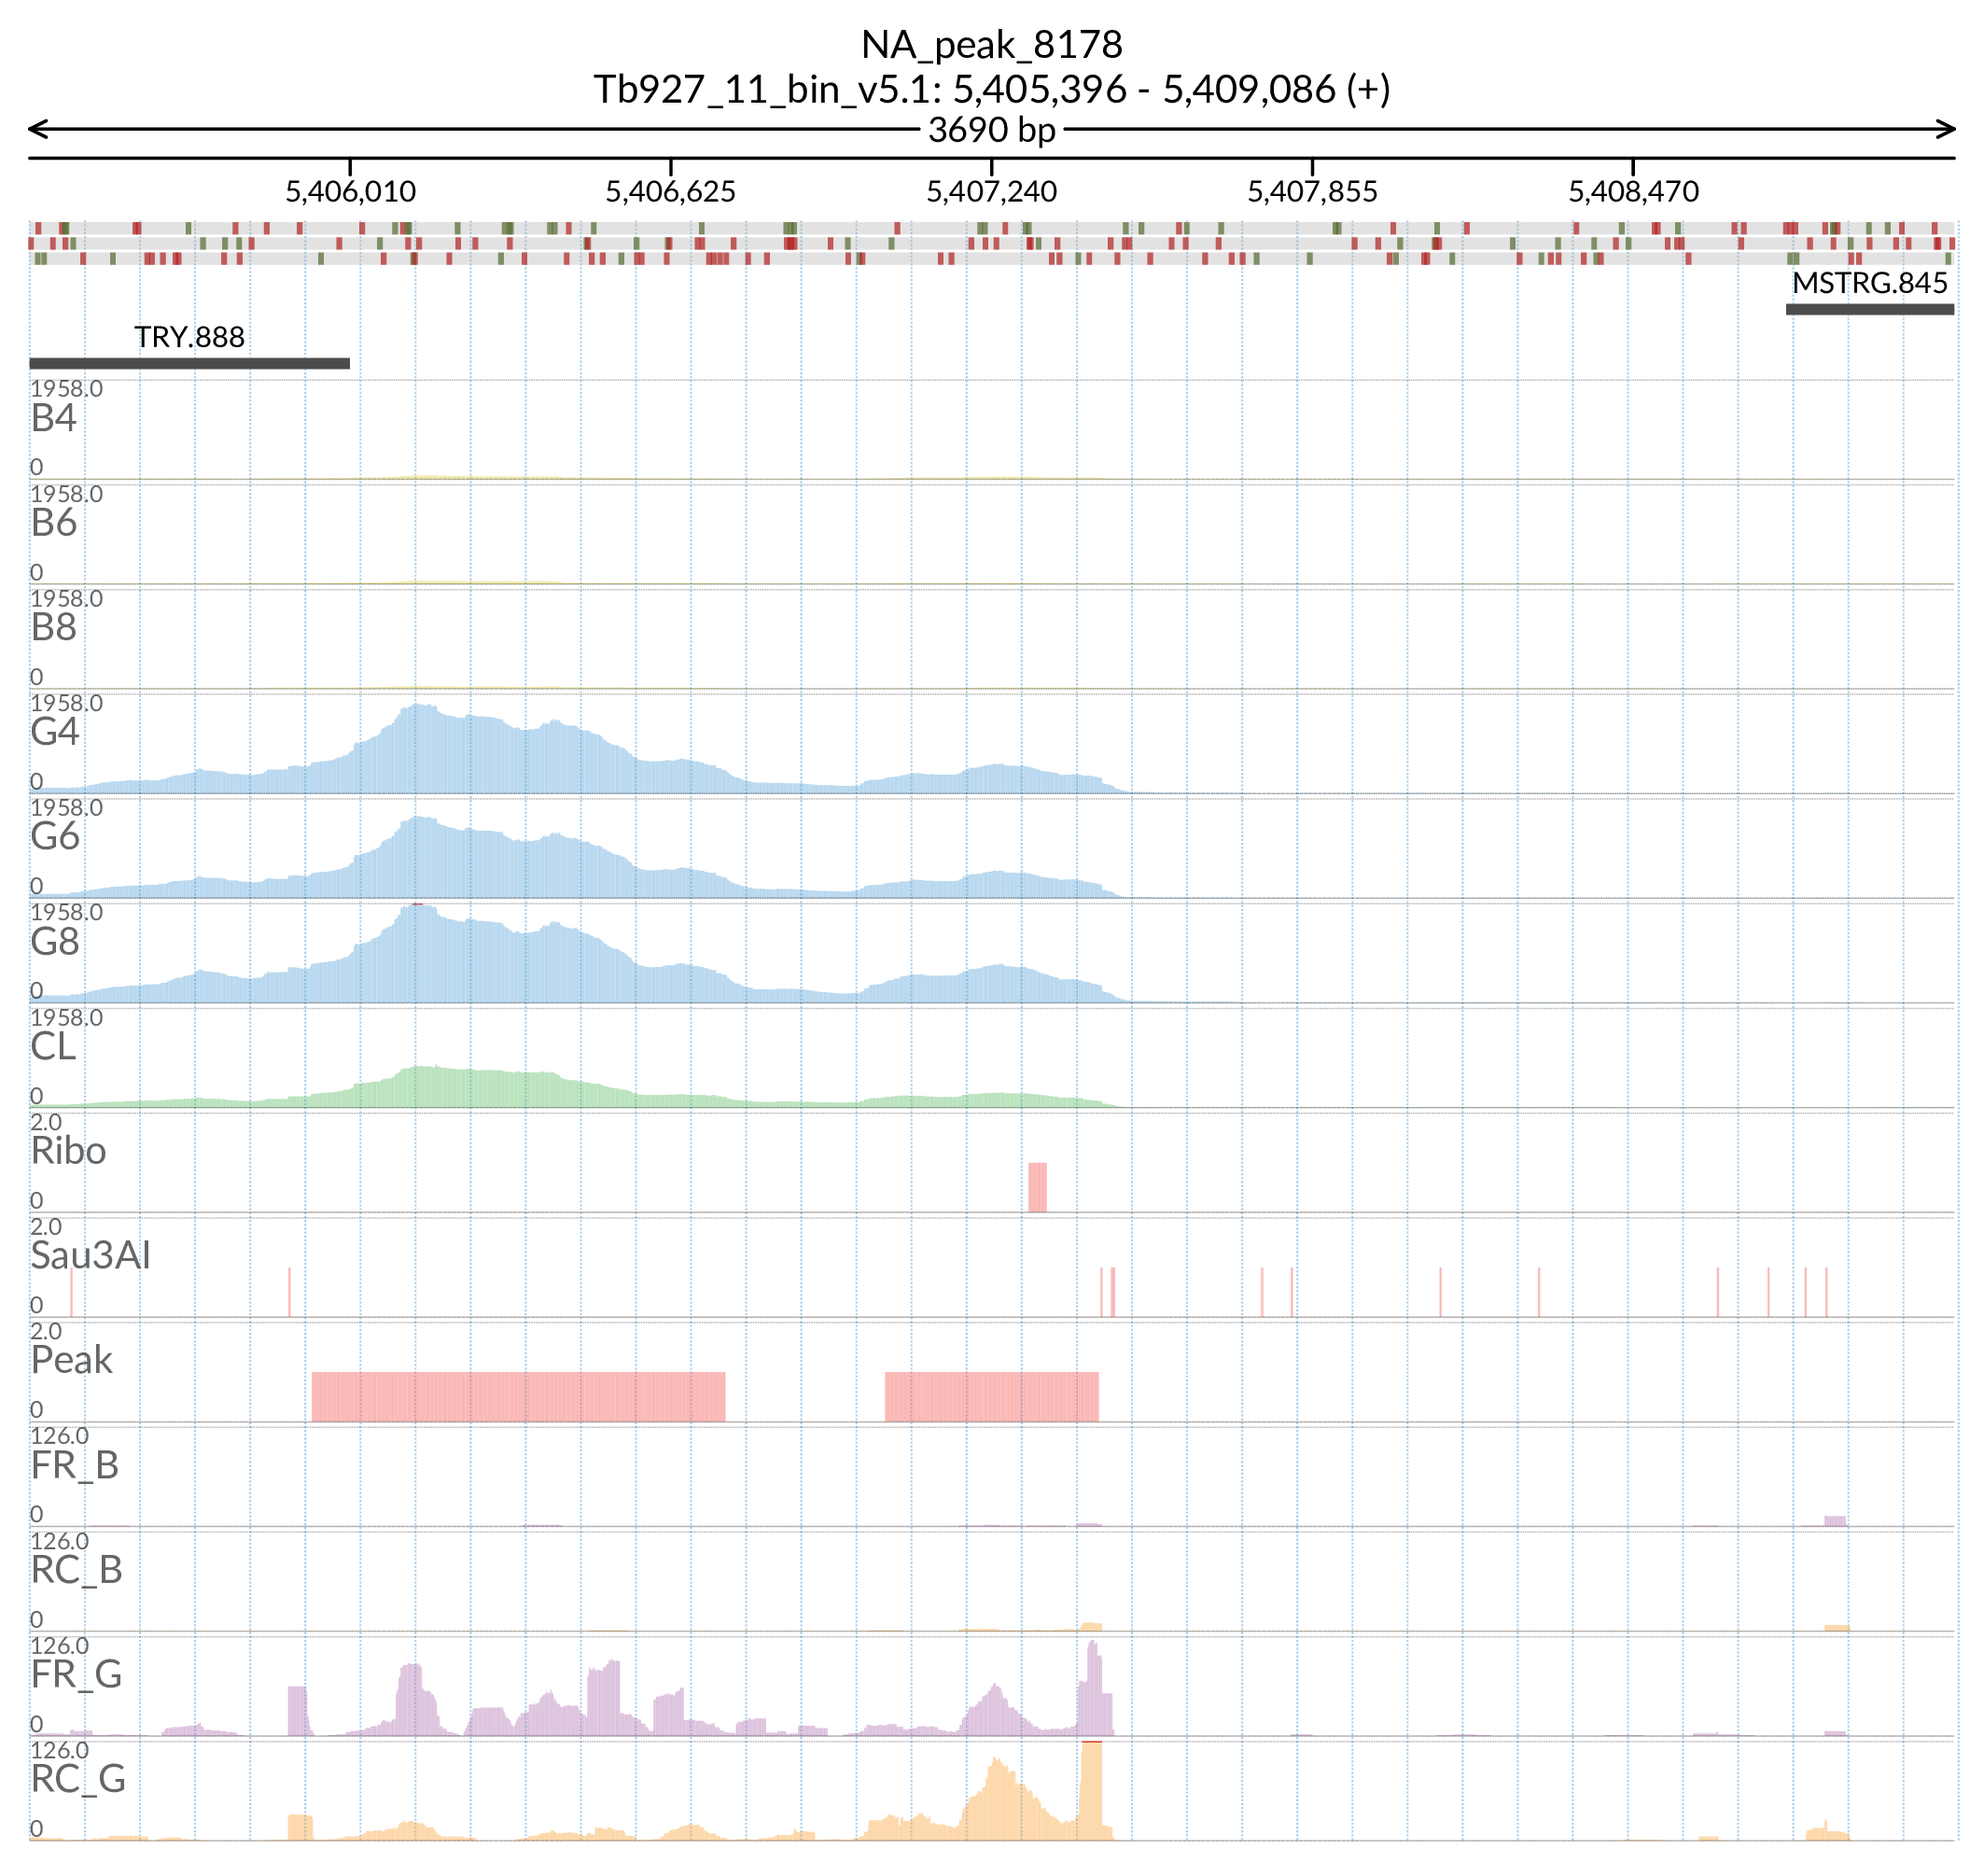 NA_peak_8178
Tb927_11_bin_v5.1: 5,405,396 - 5,409,086 (+)
3690 bp
5,406,010 5,406,625 5,407,240 5,407,855 5,408,470
MSTRG.845
TRY.888
1958.0
B4
0
1958.0
B6
0
1958.0
B8
0
1958.0
G4
0
1958.0
G6
0
1958.0
G8
0
1958.0
CL
0
2.0
Ribo
0
2.0
Sau3AI
0
2.0
Peak
0
126.0
FR_B
0
126.0
RC_B
0
126.0
FR_G
0
126.0
RC_G
0